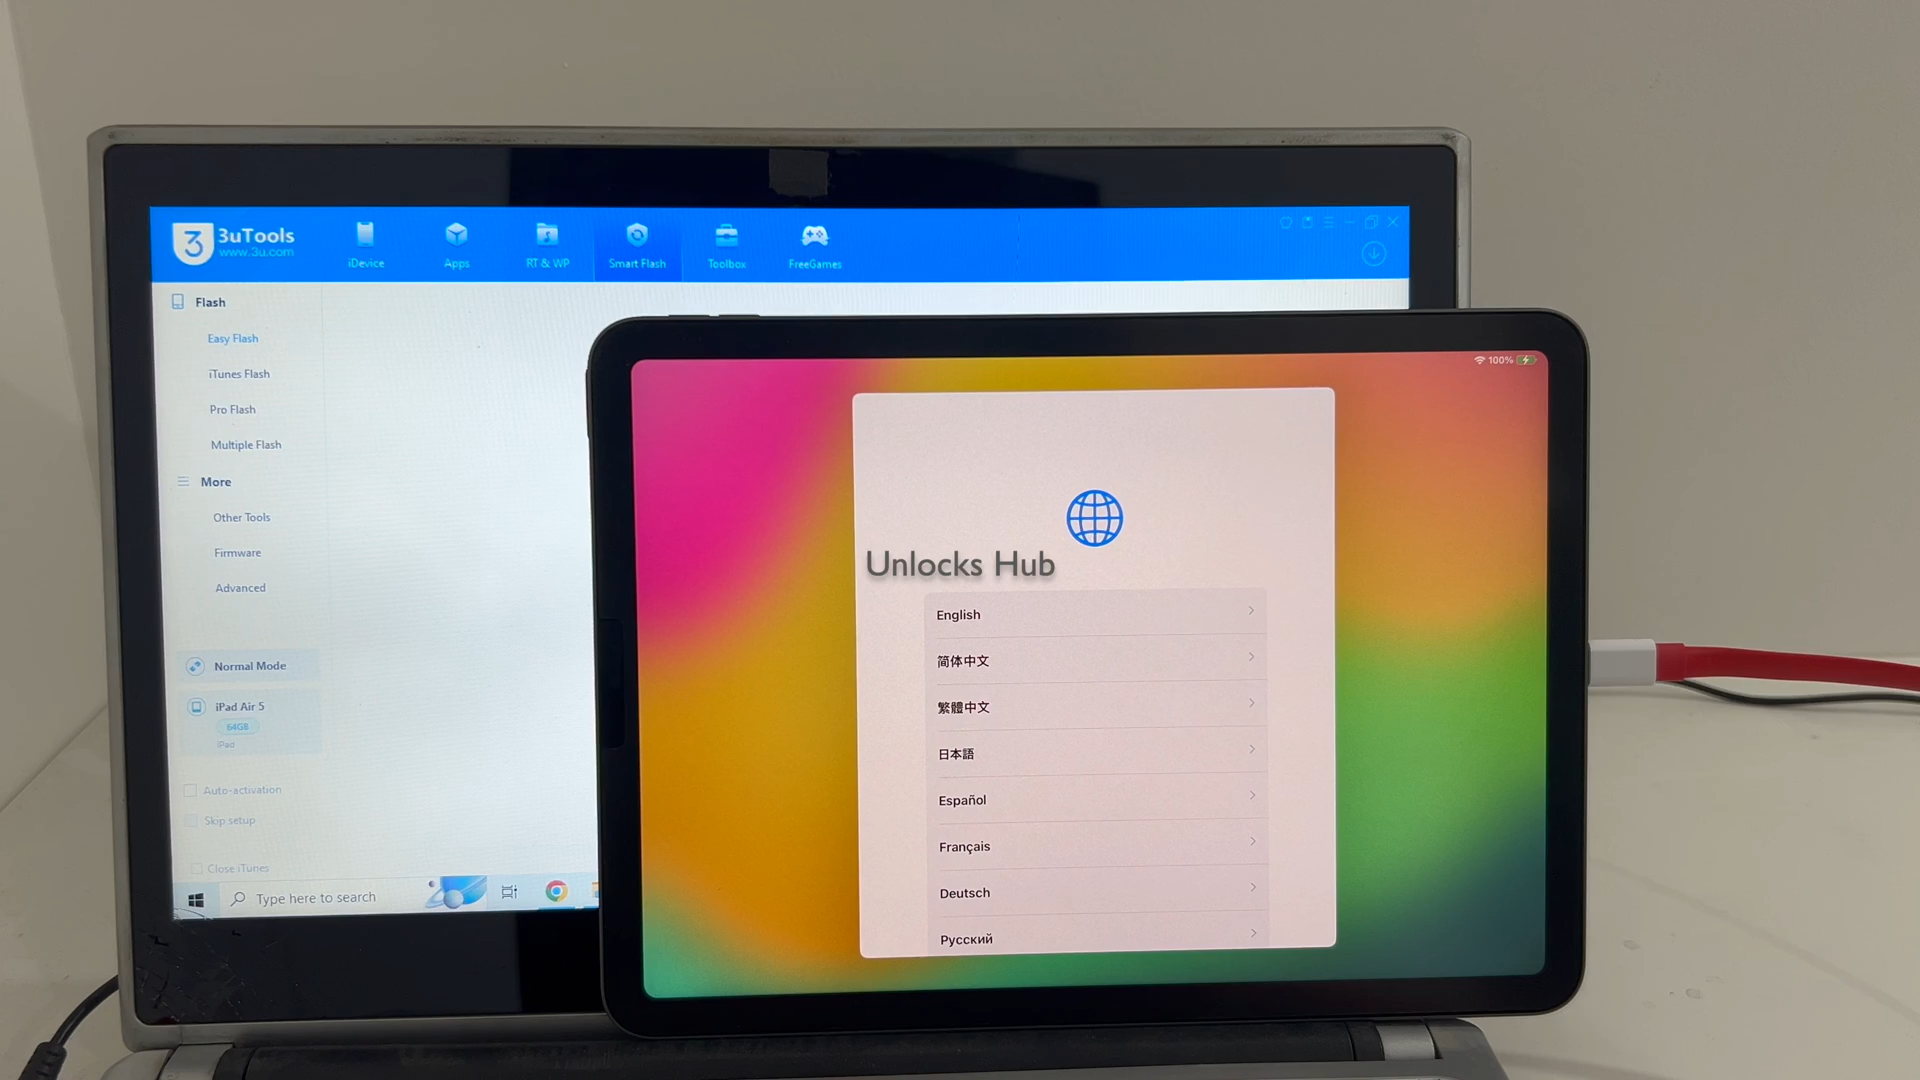 3
3uTools
www.3u.com
iDevice
Apps
RT & WP
Smart Flash
Toolbox
FreeGames
Flash
Easy Flash
iTunes Flash
Pro Flash
Multiple Flash
More
Other Tools
Firmware
Advanced
Normal Mode
iPad Air 5
64GB
iPad
Auto-activation
Skip setup
Close iTunes
Type here to search
100%
Unlocks Hub
English
简体中文
繁體中文
日本語
Español
Français
Deutsch
Русский